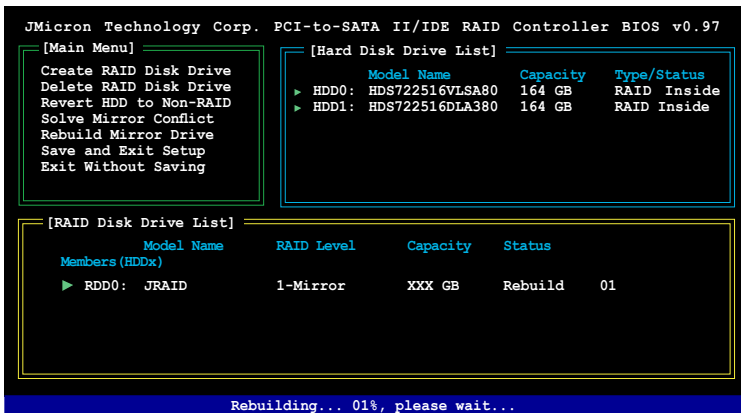 JMicron Technology Corp. PCI-to-SATA II/IDE RAID Controller BIOS v0.97
[Main Menu]
Create RAID Disk Drive
Delete RAID Disk Drive
Revert HDD to Non-RAID
Solve Mirror Conflict
Rebuild Mirror Drive
Save and Exit Setup
Exit Without Saving
[Hard Disk Drive List]
Model Name Capacity Type/Status
HDD0: HDS722516VLSA80 164 GB RAID Inside
HDD1: HDS722516DLA380 164 GB RAID Inside
[RAID Disk Drive List]
Model Name RAID Level Capacity Status
Members(HDDx)
RDD0: JRAID 1-Mirror XXX GB Rebuild 01
Rebuilding... 01%, please wait...